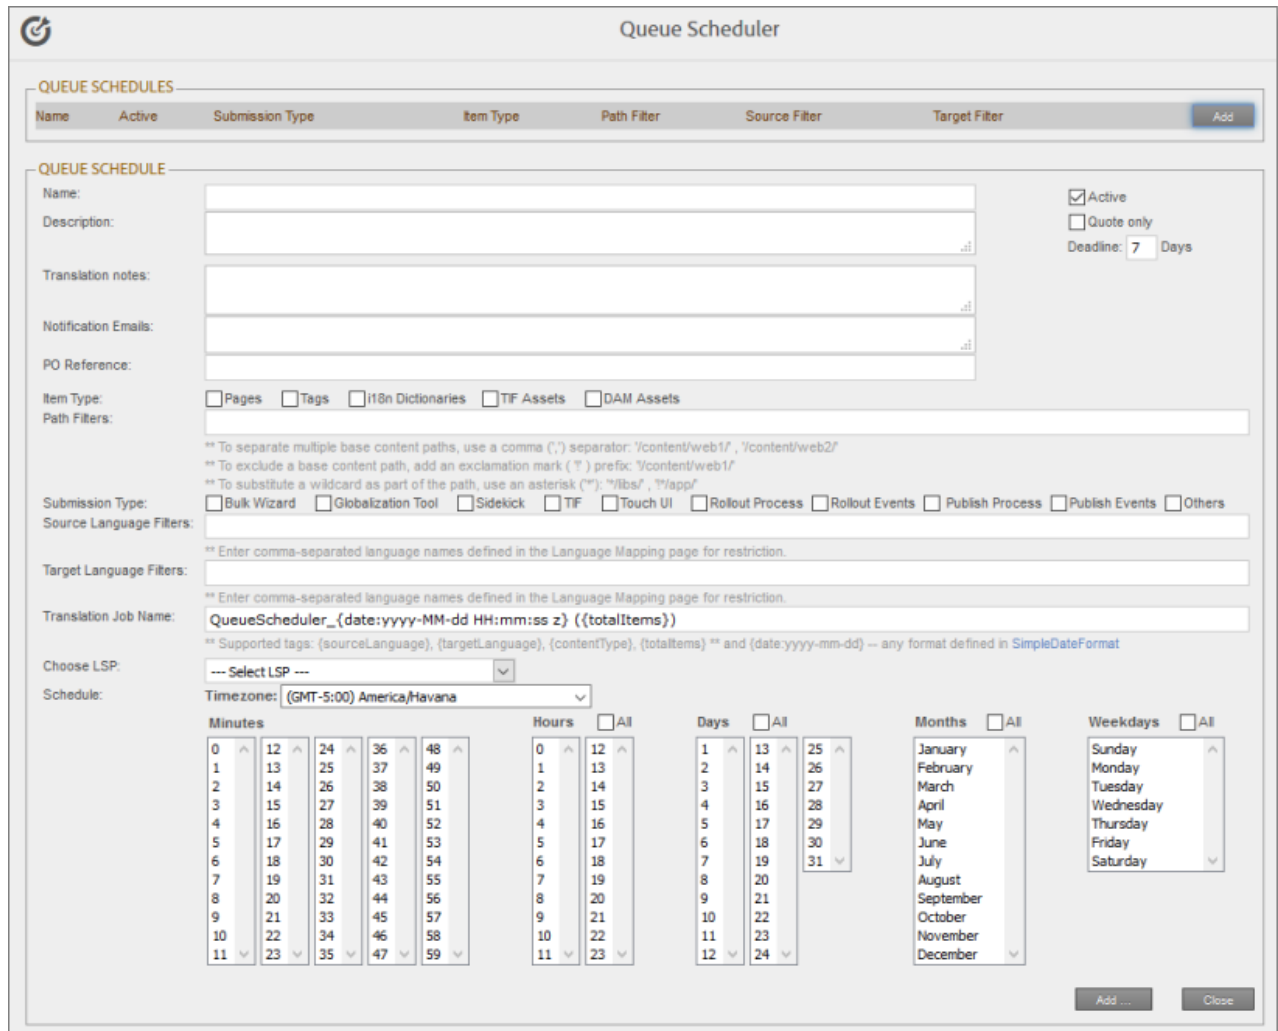 Queue Scheduler
QUEUE SCHEDULES
Name Active Submission Type Item Type Path Filter Source Filter Target Filter Add
QUEUE SCHEDULE
Name:
Active
Description:
Quote only
Deadline: 7 Days
Translation notes:
Notification Emails:
PO Reference:
Item Type: Pages Tags i18n Dictionaries TIF Assets DAM Assets
Path Filters:
** To separate multiple base content paths, use a comma (',') separator: '/content/web1/' , '/content/web2/'
** To exclude a base content path, add an exclamation mark ( '!' ) prefix: '!/content/web1/'
** To substitute a wildcard as part of the path, use an asterisk ('*'): '*/libs/' , '!*/app/'
Submission Type: Bulk Wizard Globalization Tool Sidekick TIF Touch UI Rollout Process Rollout Events Publish Process Publish Events Others
Source Language Filters:
** Enter comma-separated language names defined in the Language Mapping page for restriction.
Target Language Filters:
** Enter comma-separated language names defined in the Language Mapping page for restriction.
Translation Job Name: QueueScheduler_{date:yyyy-MM-dd HH:mm:ss z} ({totalItems})
** Supported tags: {sourceLanguage}, {targetLanguage}, {contentType}, {totalItems} ** and {date:yyyy-mm-dd} -- any format defined in SimpleDateFormat
Choose LSP: --- Select LSP ---
Schedule: Timezone: (GMT-5:00) America/Havana
Minutes Hours All Days All Months All Weekdays All
0 12 24 36 48 0 12 1 13 25 January Sunday
1 13 25 37 49 1 13 2 14 26 February Monday
2 14 26 38 50 2 14 3 15 27 March Tuesday
3 15 27 39 51 3 15 4 16 28 April Wednesday
4 16 28 40 52 4 16 5 17 29 May Thursday
5 17 29 41 53 5 17 6 18 30 June Friday
6 18 30 42 54 6 18 7 19 31 July Saturday
7 19 31 43 55 7 19 8 20 August
8 20 32 44 56 8 20 9 21 September
9 21 33 45 57 9 21 10 22 October
10 22 34 46 58 10 22 11 23 November
11 23 35 47 59 11 23 12 24 December
Add ... Close